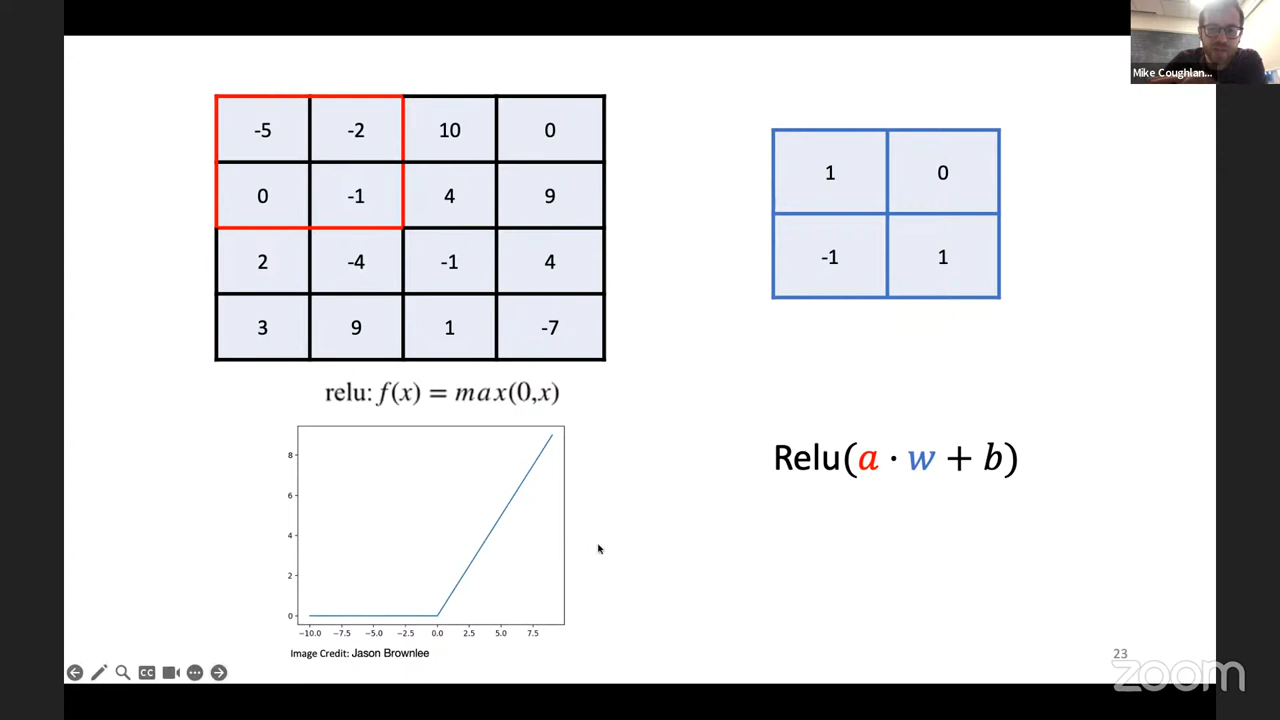 Mike Coughlan...
-5 -2 10 0
0 -1 4 9
2 -4 -1 4
3 9 1 -7
1 0
-1 1
relu: f(x) = max(0,x)
8
6
4
2
0
−10.0 −7.5 −5.0 −2.5 0.0 2.5 5.0 7.5
Image Credit: Jason Brownlee
Relu(a · w + b)
23
CC
zoom